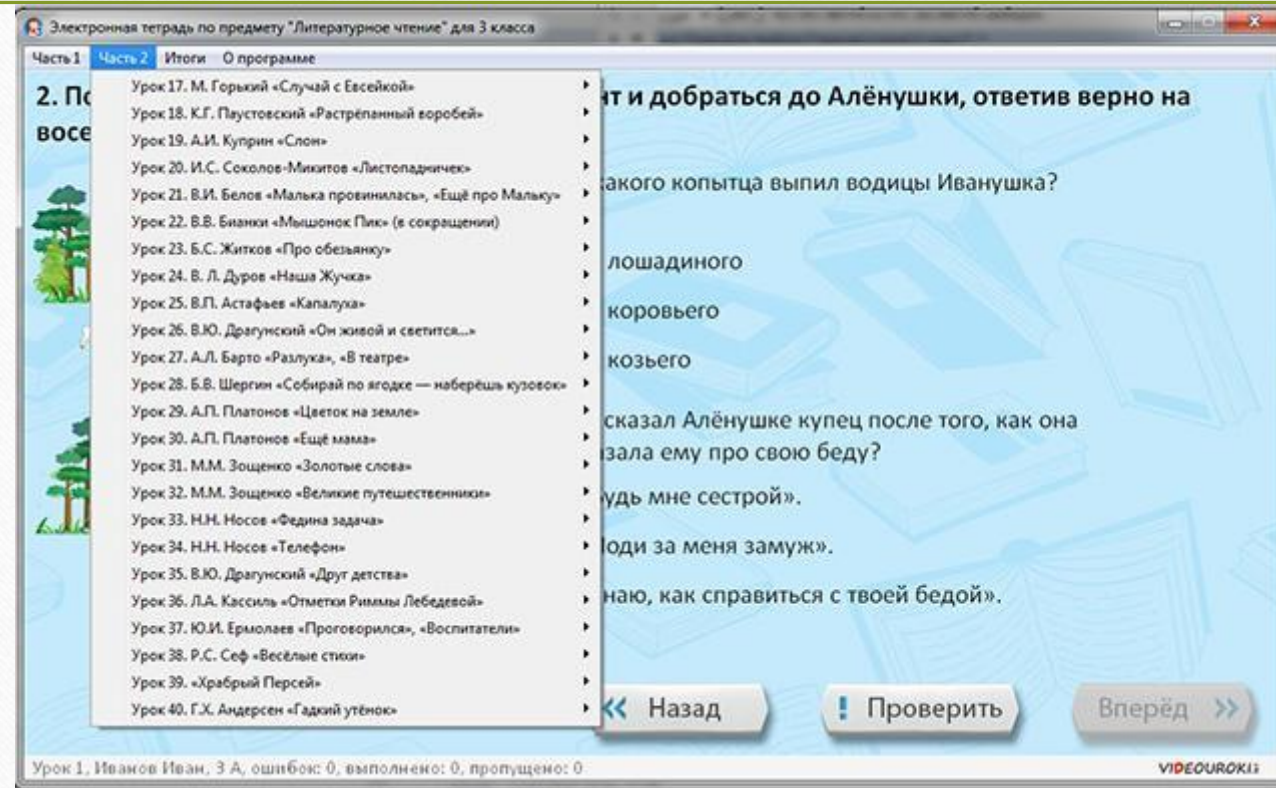 Электронная тетрадь по предмету "Литературное чтение" для 3 класса
Часть 1 Часть 2 Итоги О программе
Урок 17. М. Горький «Случай с Евсейкой»
Урок 18. К.Г. Паустовский «Растрёпанный воробей»
Урок 19. А.И. Куприн «Слон»
Урок 20. И.С. Соколов-Микитов «Листопадничек»
Урок 21. В.И. Белов «Малька провинилась», «Ещё про Мальку»
Урок 22. В.В. Бианки «Мышонок Пик» (в сокращении)
Урок 23. Б.С. Житков «Про обезьянку»
Урок 24. В. Л. Дуров «Наша Жучка»
Урок 25. В.П. Астафьев «Капалуха»
Урок 26. В.Ю. Драгунский «Он живой и светится...»
Урок 27. А.Л. Барто «Разлука», «В театре»
Урок 28. Б.В. Шергин «Собирай по ягодке — наберёшь кузовок»
Урок 29. А.П. Платонов «Цветок на земле»
Урок 30. А.П. Платонов «Ещё мама»
Урок 31. М.М. Зощенко «Золотые слова»
Урок 32. М.М. Зощенко «Великие путешественники»
Урок 33. Н.Н. Носов «Федина задача»
Урок 34. Н.Н. Носов «Телефон»
Урок 35. В.Ю. Драгунский «Друг детства»
Урок 36. Л.А. Кассиль «Отметки Риммы Лебедевой»
Урок 37. Ю.И. Ермолаев «Проговорился», «Воспитатели»
Урок 38. Р.С. Сеф «Весёлые стихи»
Урок 39. «Храбрый Персей»
Урок 40. Г.Х. Андерсен «Гадкий утёнок»
2. По нт и добраться до Алёнушки, ответив верно на
восе
акого копытца выпил водицы Иванушка?
лошадиного
коровьего
козьего
сказал Алёнушке купец после того, как она
зала ему про свою беду?
удь мне сестрой».
оди за меня замуж».
наю, как справиться с твоей бедой».
Назад
Проверить
Вперёд
Урок 1, Иванов Иван, 3 А, ошибок: 0, выполнено: 0, пропущено: 0
VIDEOUROKI